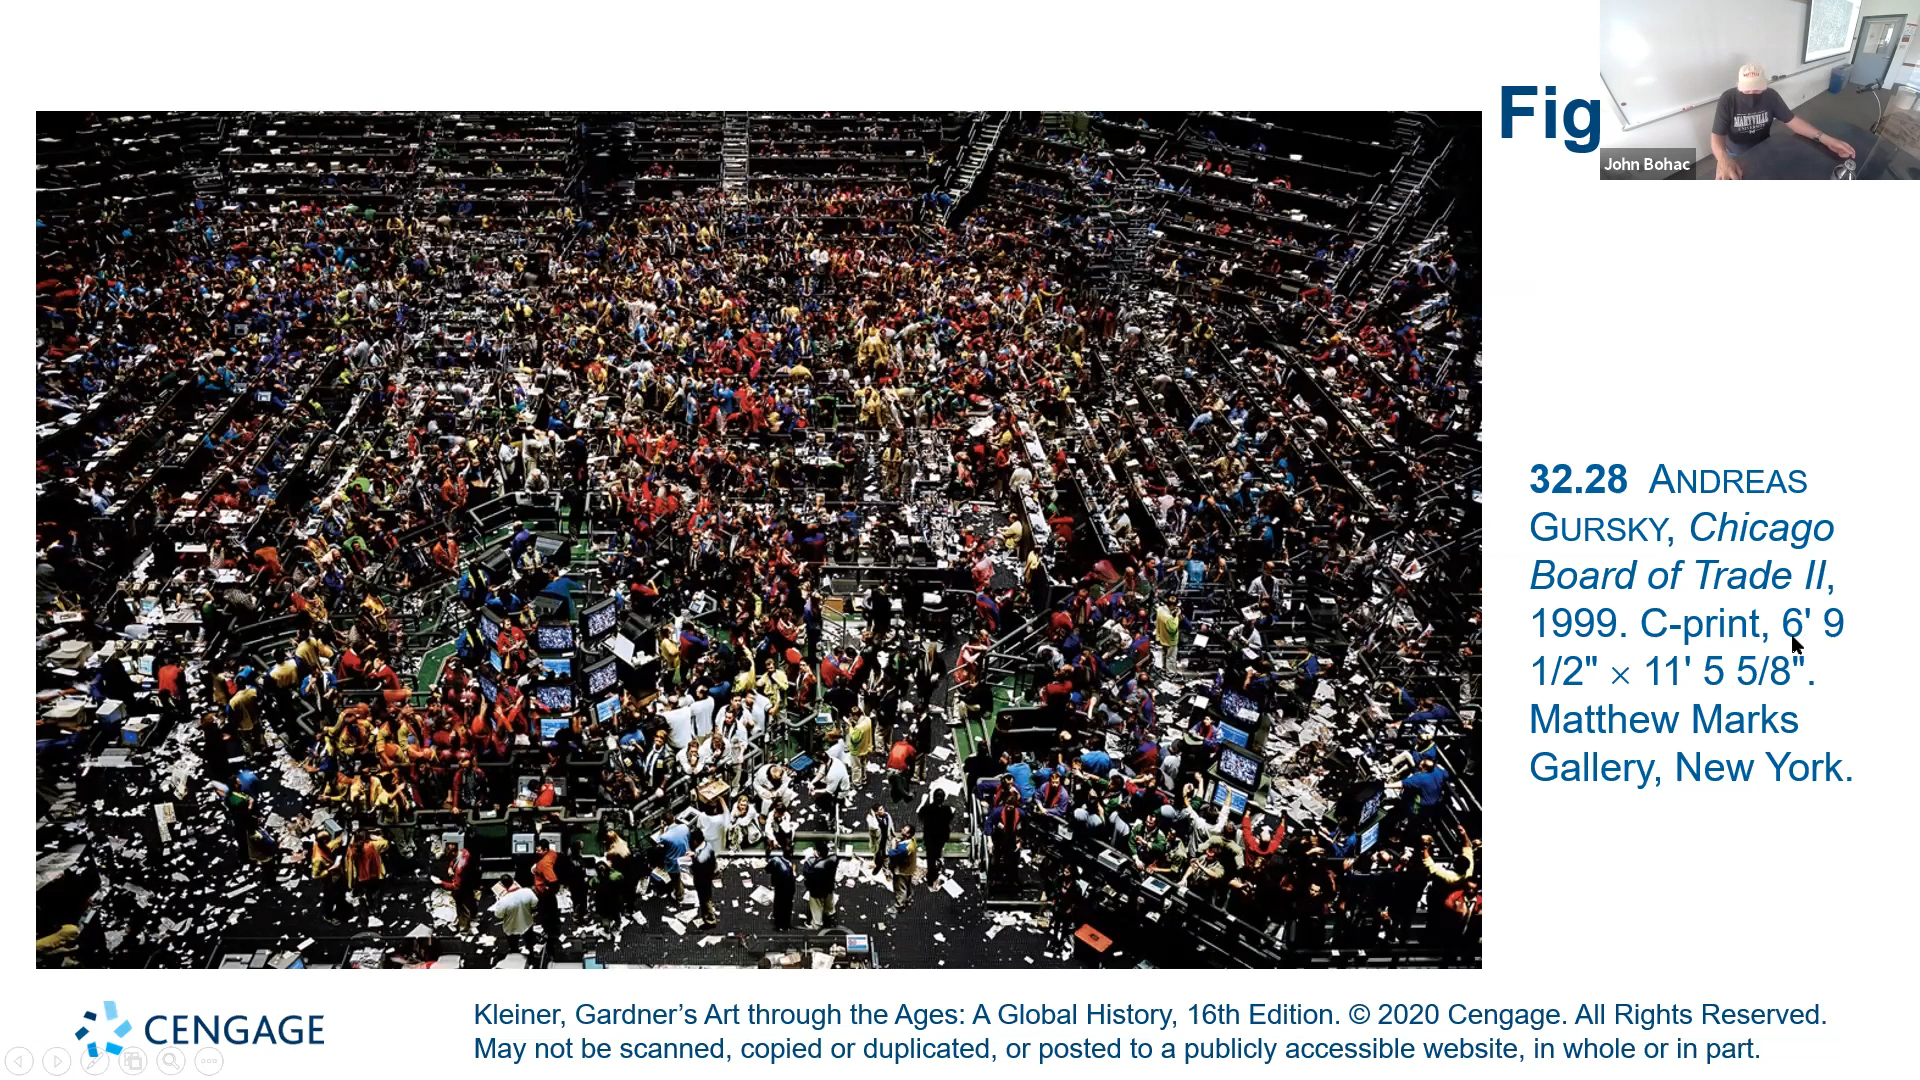 Fig
John Bohac
MARYVILLE
32.28 ANDREAS
GURSKY, Chicago
Board of Trade II,
1999. C-print, 6' 9
1/2" × 11' 5 5/8".
Matthew Marks
Gallery, New York.
CENGAGE
Kleiner, Gardner’s Art through the Ages: A Global History, 16th Edition. © 2020 Cengage. All Rights Reserved.
May not be scanned, copied or duplicated, or posted to a publicly accessible website, in whole or in part.